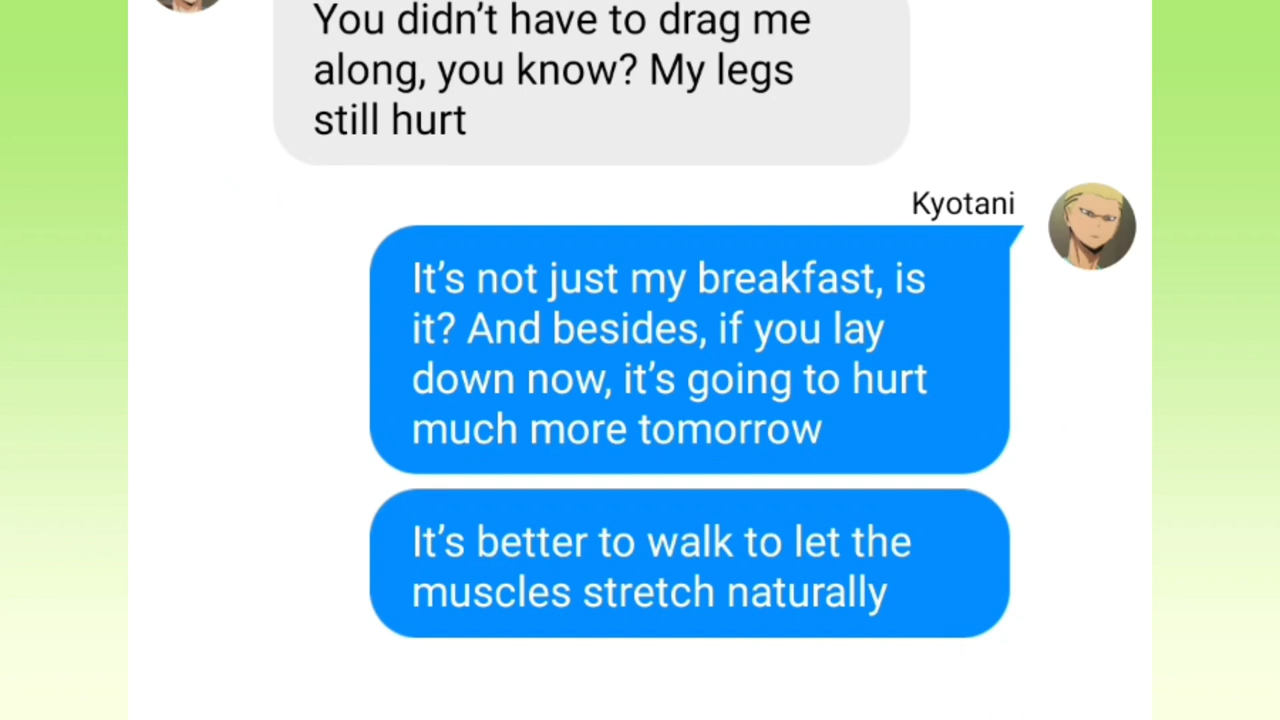 You didn’t have to drag me
along, you know? My legs
still hurt
Kyotani
It’s not just my breakfast, is
it? And besides, if you lay
down now, it’s going to hurt
much more tomorrow
It’s better to walk to let the
muscles stretch naturally